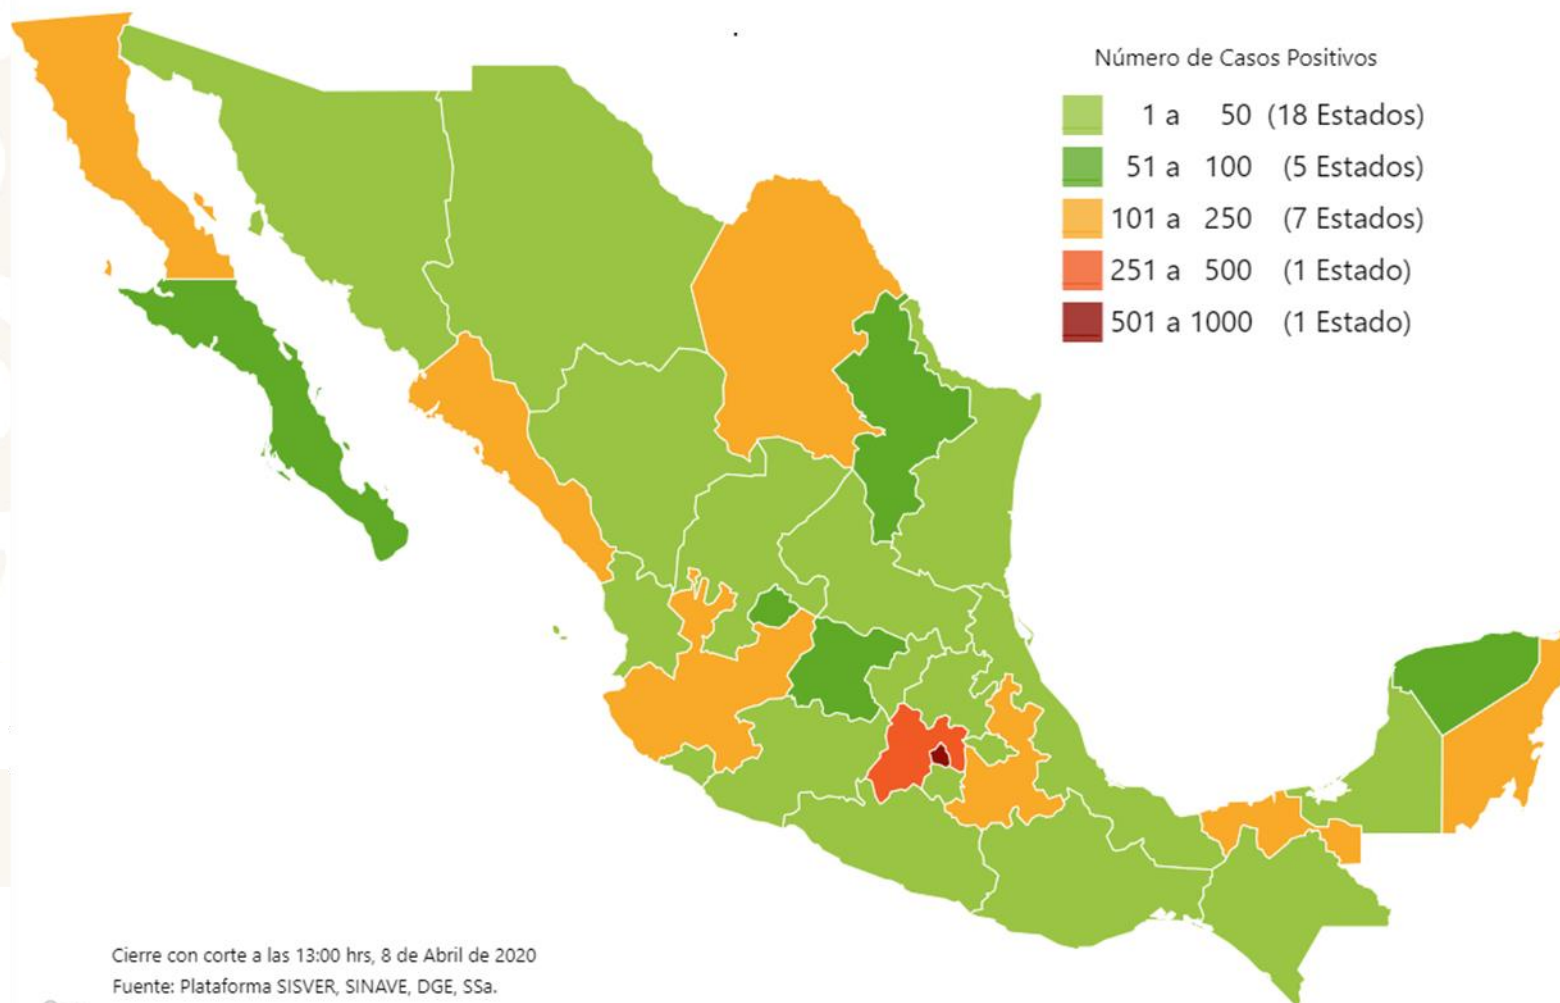 Número de Casos Positivos
1 a 50 (18 Estados)
51 a 100 (5 Estados)
101 a 250 (7 Estados)
251 a 500 (1 Estado)
501 a 1000 (1 Estado)
Cierre con corte a las 13:00 hrs, 8 de Abril de 2020
Fuente: Plataforma SISVER, SINAVE, DGE, SSa.